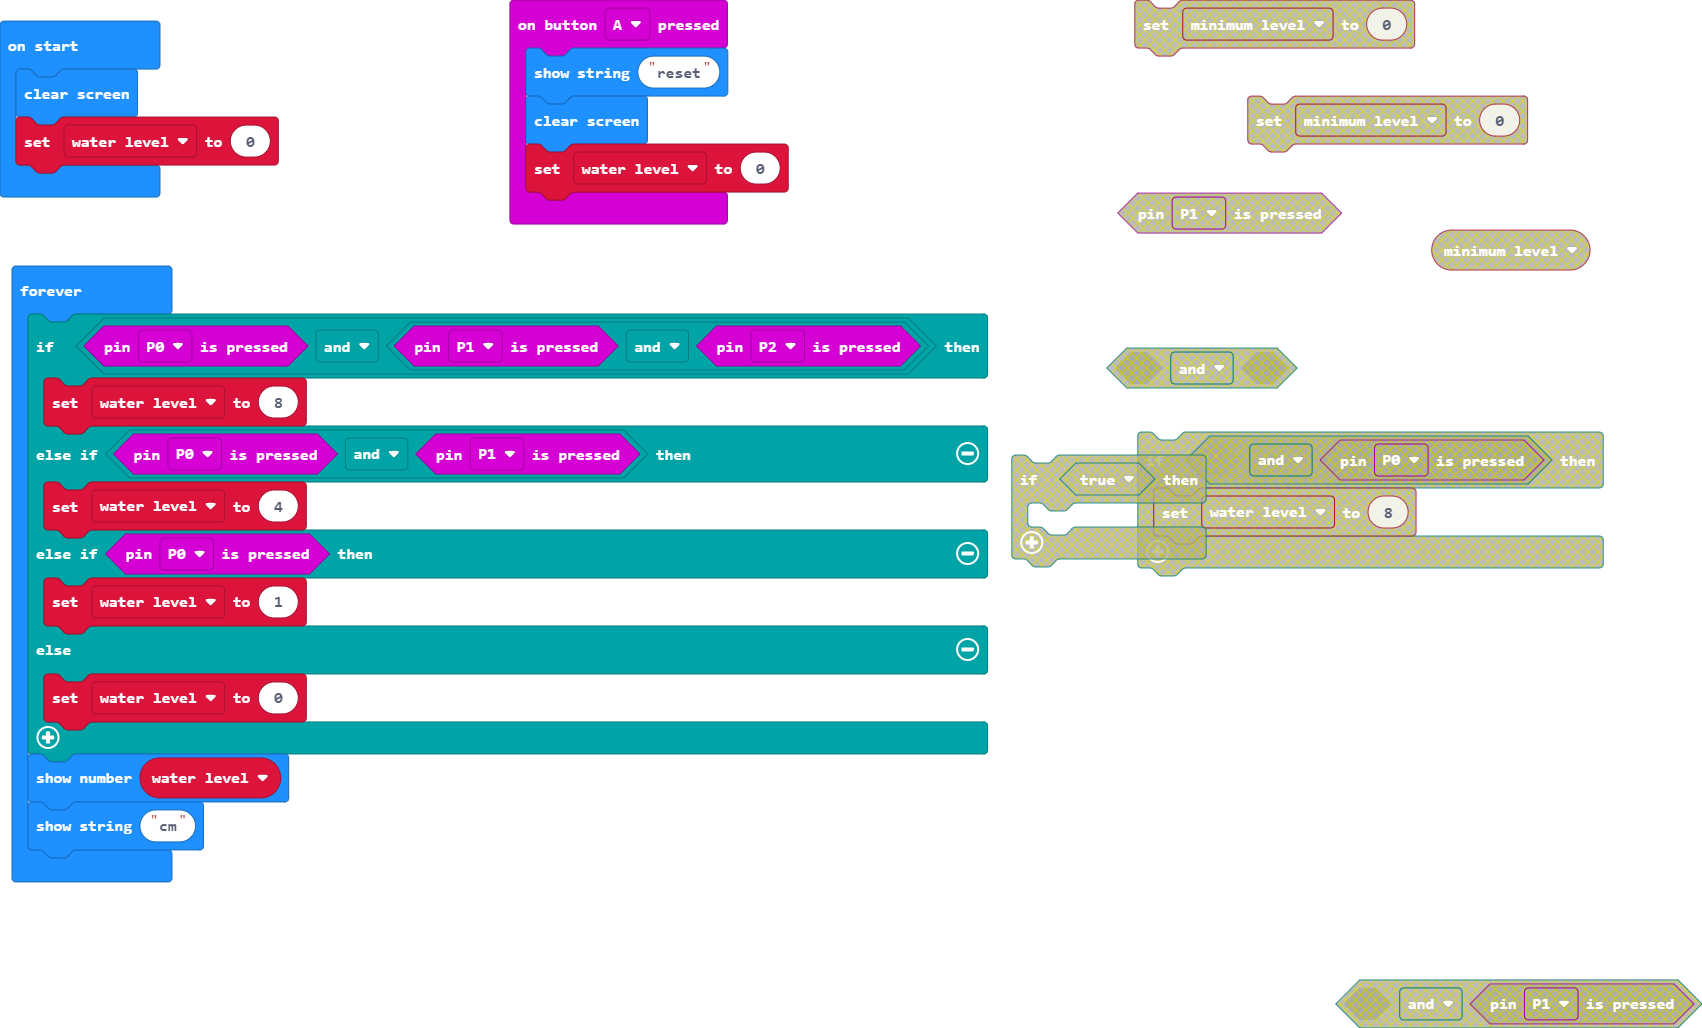 on start
clear screen
set water level to 0
on button A pressed
show string "reset"
clear screen
set water level to 0
forever
if pin P0 is pressed and pin P1 is pressed and pin P2 is pressed then
set water level to 8
else if pin P0 is pressed and pin P1 is pressed then
set water level to 4
else if pin P0 is pressed then
set water level to 1
else
set water level to 0
show number water level
show string "cm"
set minimum level to 0
set minimum level to 0
pin P1 is pressed
minimum level
and
if true then
if and pin P0 is pressed then
set water level to 8
and pin P1 is pressed